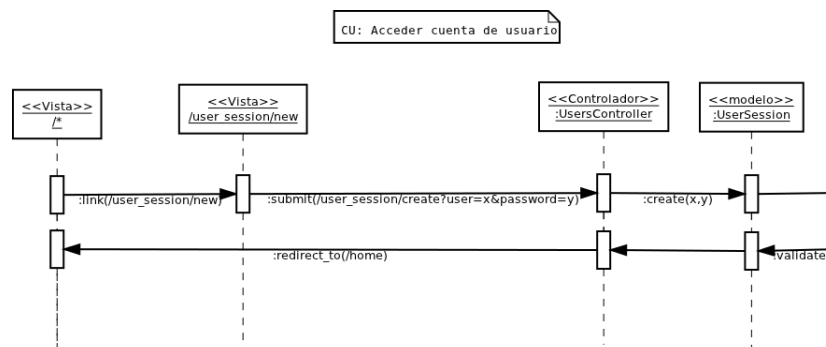 CU: Acceder cuenta de usuario
<<Vista>>
/*
<<Vista>>
/user_session/new
<<Controlador>>
:UsersController
<<modelo>>
:UserSession
:link(/user_session/new)
:submit(/user_session/create?user=x&password=y)
:create(x,y)
:redirect_to(/home)
:validate